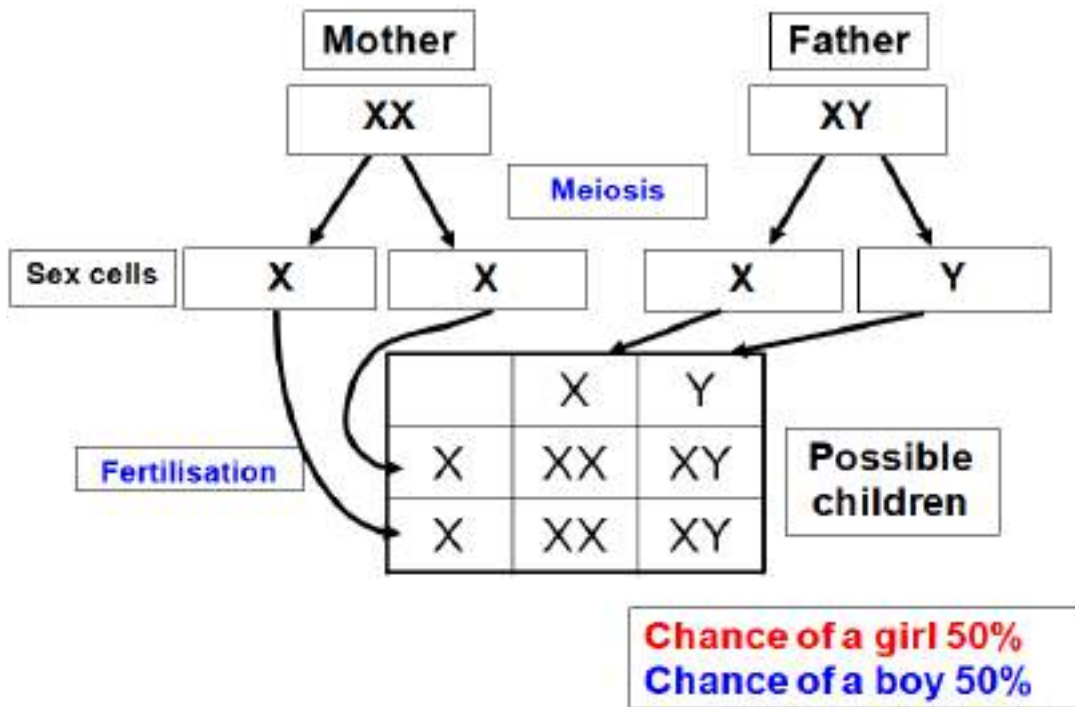 Mother
Father
XX
XY
Meiosis
Sex cells
X
X
X
Y
X Y
X XX XY
X XX XY
Fertilisation
Possible
children
Chance of a girl 50%
Chance of a boy 50%